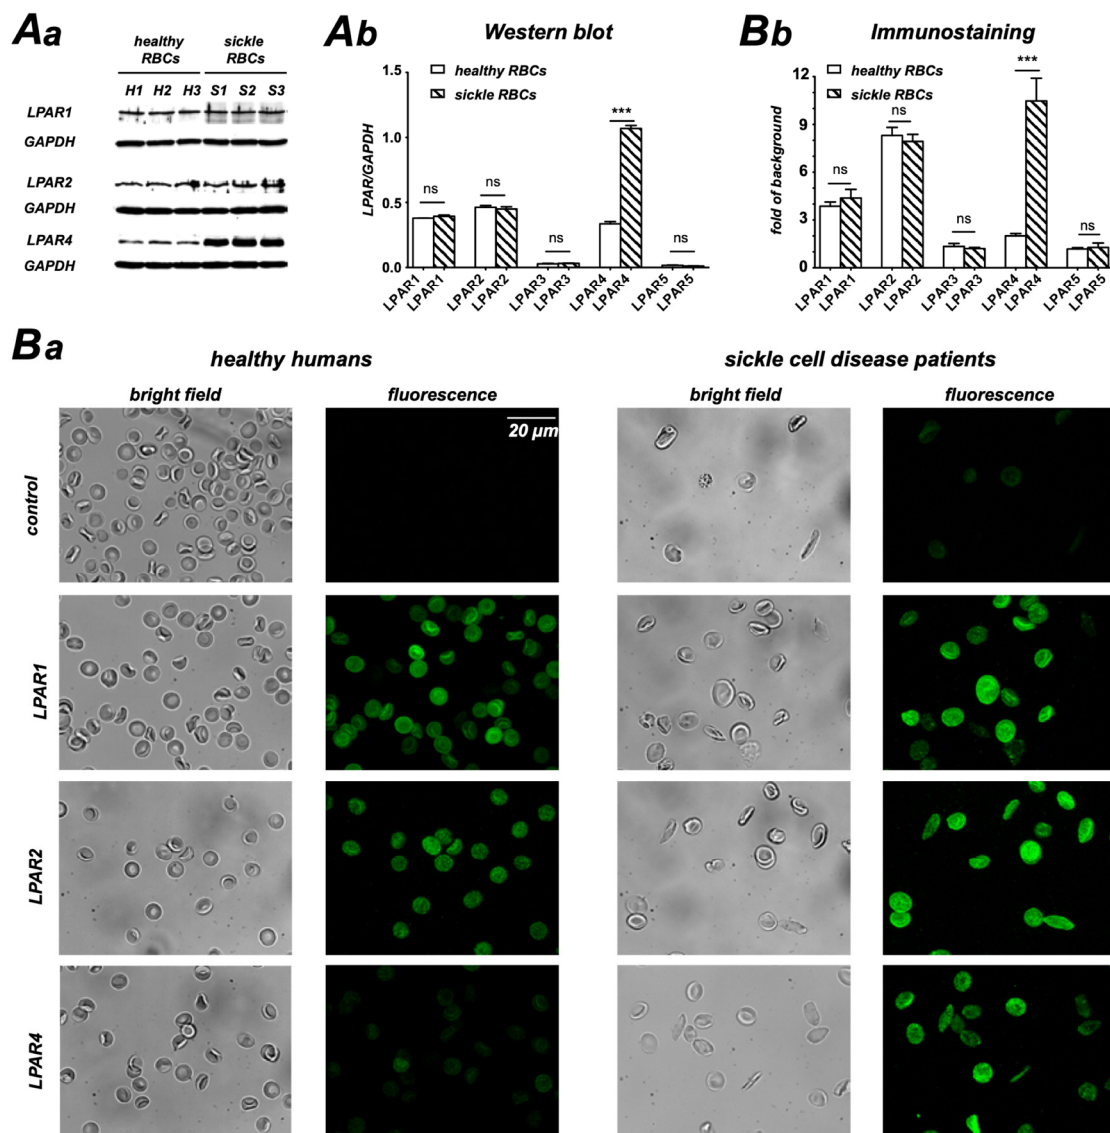 Aa
healthy
RBCs
sickle
RBCs
H1 H2 H3 S1 S2 S3
LPAR1
GAPDH
LPAR2
GAPDH
LPAR4
GAPDH
Ab
Western blot
healthy RBCs
sickle RBCs
LPAR/GAPDH
1.5
1.0
0.5
0.0
ns
ns
ns
***
ns
LPAR1 LPAR1 LPAR2 LPAR2 LPAR3 LPAR3 LPAR4 LPAR4 LPAR5 LPAR5
Bb
Immunostaining
healthy RBCs
sickle RBCs
fold of background
12
9
6
3
0
ns
ns
ns
***
ns
LPAR1 LPAR1 LPAR2 LPAR2 LPAR3 LPAR3 LPAR4 LPAR4 LPAR5 LPAR5
Ba
healthy humans
sickle cell disease patients
bright field
fluorescence
bright field
fluorescence
20 μm
control
LPAR1
LPAR2
LPAR4